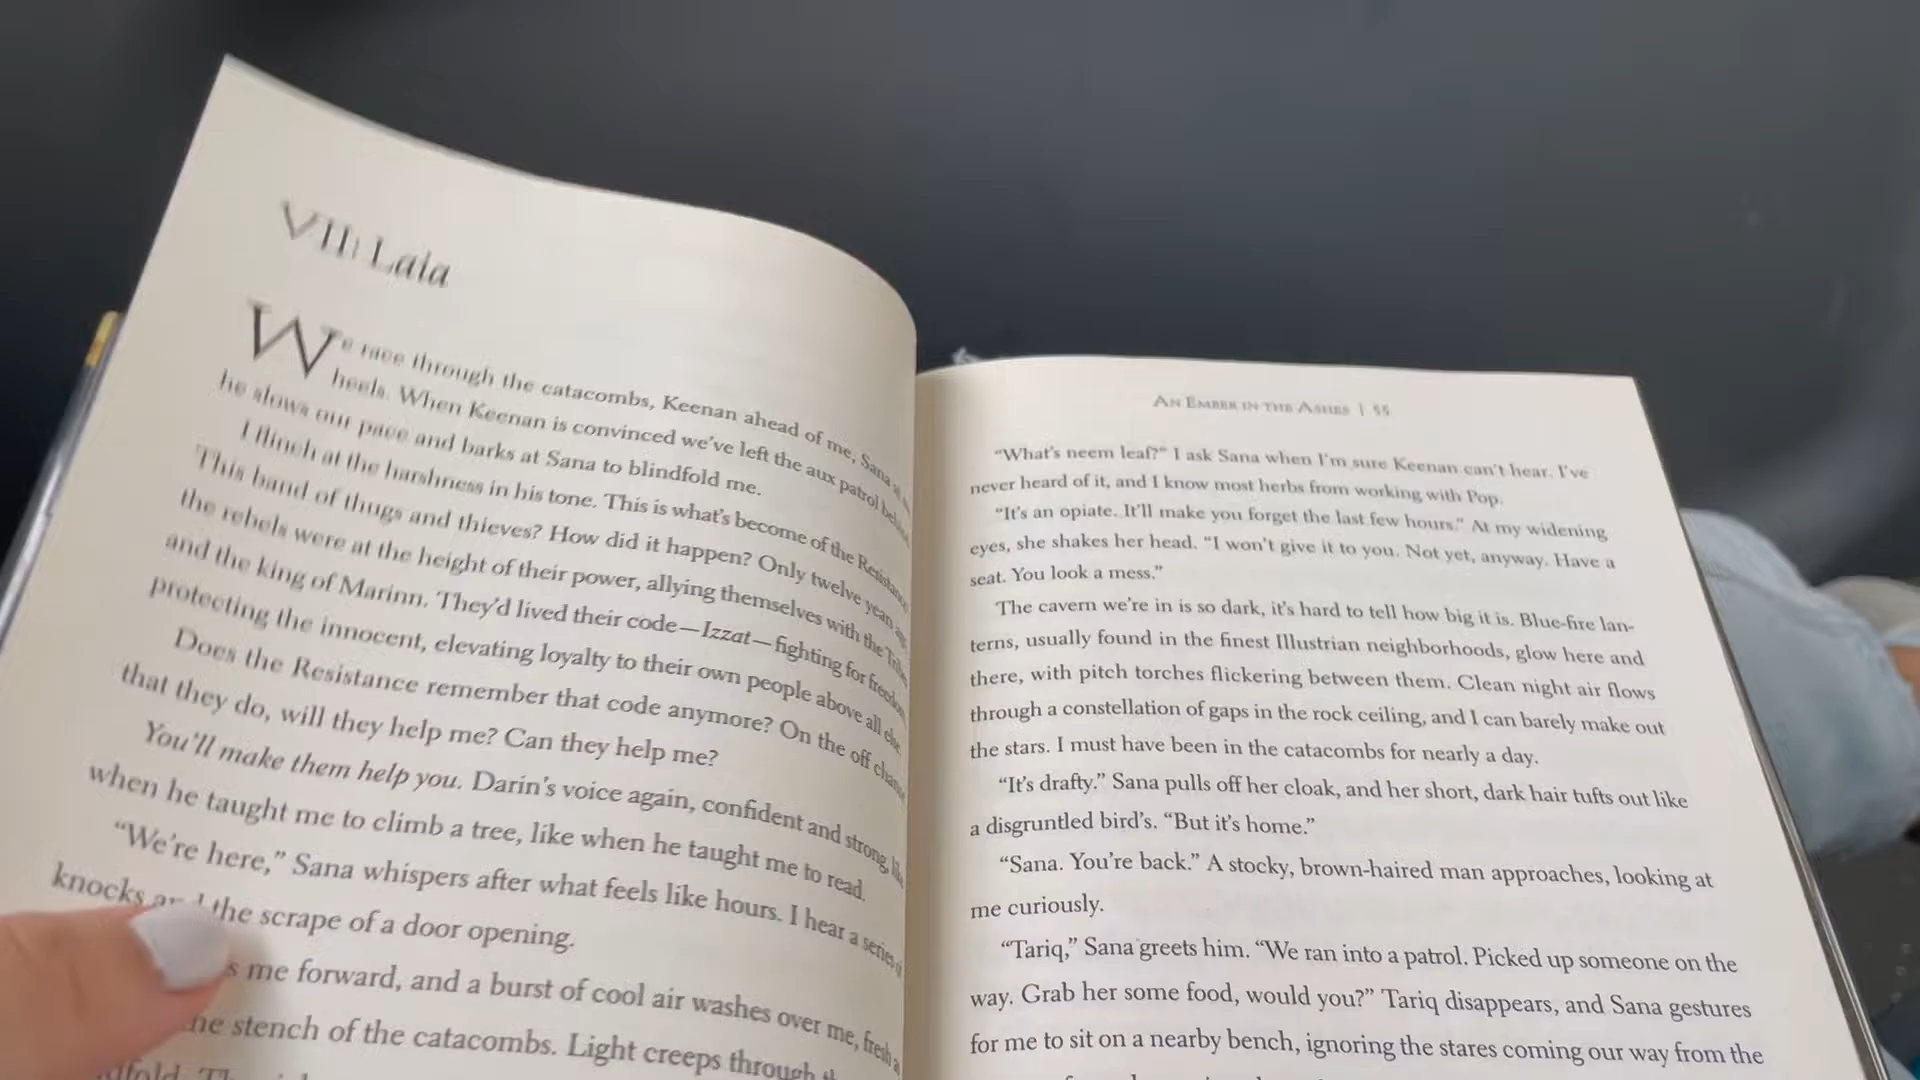 VII: Laia
We race through the catacombs, Keenan ahead of me, Sana at
heels. When Keenan is convinced we've left the aux patrol behind
he slows our pace and barks at Sana to blindfold me.
I flinch at the harshness in his tone. This is what's become of the Resistance
This band of thugs and thieves? How did it happen? Only twelve years
the rebels were at the height of their power, allying themselves with the
and the king of Marinn. They'd lived their code—Izzat—fighting for freedom
protecting the innocent, elevating loyalty to their own people above all else.
Does the Resistance remember that code anymore? On the off chance
that they do, will they help me? Can they help me?
You'll make them help you. Darin's voice again, confident and strong, like
when he taught me to climb a tree, like when he taught me to read.
“We're here,” Sana whispers after what feels like hours. I hear a series
knocks the scrape of a door opening.
me forward, and a burst of cool air washes over me, fresh
the stench of the catacombs. Light creeps through
AN EMBER IN THE ASHES | 55
“What's neem leaf?” I ask Sana when I'm sure Keenan can't hear. I've
never heard of it, and I know most herbs from working with Pop.
“It's an opiate. It'll make you forget the last few hours.” At my widening
eyes, she shakes her head. “I won't give it to you. Not yet, anyway. Have a
seat. You look a mess.”
The cavern we're in is so dark, it's hard to tell how big it is. Blue-fire lan-
terns, usually found in the finest Illustrian neighborhoods, glow here and
there, with pitch torches flickering between them. Clean night air flows
through a constellation of gaps in the rock ceiling, and I can barely make out
the stars. I must have been in the catacombs for nearly a day.
“It's drafty.” Sana pulls off her cloak, and her short, dark hair tufts out like
a disgruntled bird's. “But it's home.”
“Sana. You're back.” A stocky, brown-haired man approaches, looking at
me curiously.
“Tariq,” Sana greets him. “We ran into a patrol. Picked up someone on the
way. Grab her some food, would you?” Tariq disappears, and Sana gestures
for me to sit on a nearby bench, ignoring the stares coming our way from the